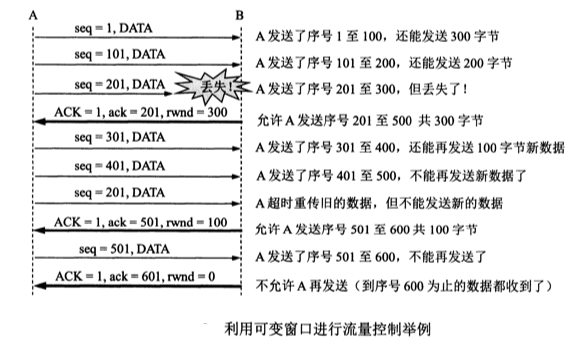 A B
seq = 1, DATA A 发送了序号 1 至 100，还能发送 300 字节
seq = 101, DATA A 发送了序号 101 至 200，还能发送 200 字节
seq = 201, DATA 丢失！ A 发送了序号 201 至 300，但丢失了！
ACK = 1, ack = 201, rwnd = 300 允许 A 发送序号 201 至 500 共 300 字节
seq = 301, DATA A 发送了序号 301 至 400，还能再发送 100 字节新数据
seq = 401, DATA A 发送了序号 401 至 500，不能再发送新数据了
seq = 201, DATA A 超时重传旧的数据，但不能发送新的数据
ACK = 1, ack = 501, rwnd = 100 允许 A 发送序号 501 至 600 共 100 字节
seq = 501, DATA A 发送了序号 501 至 600，不能再发送了
ACK = 1, ack = 601, rwnd = 0 不允许 A 再发送（到序号 600 为止的数据都收到了）
利用可变窗口进行流量控制举例